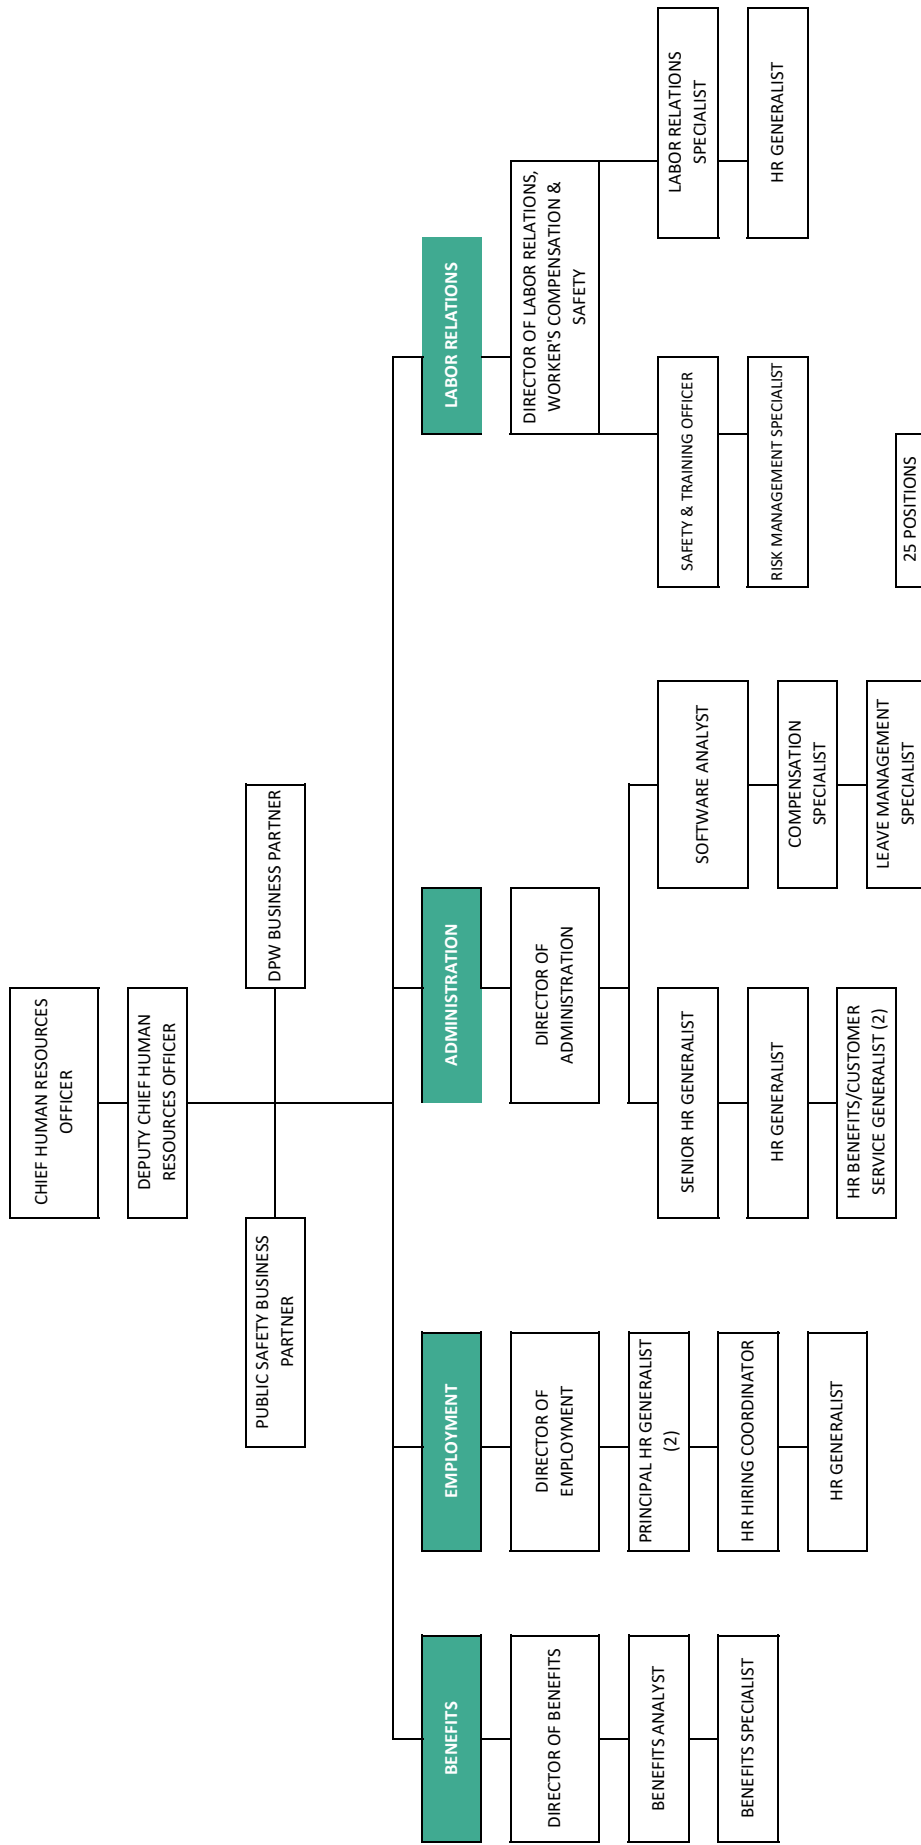 CHIEF HUMAN RESOURCES
OFFICER
DEPUTY CHIEF HUMAN
RESOURCES OFFICER
PUBLIC SAFETY BUSINESS
PARTNER
DPW BUSINESS PARTNER
BENEFITS
EMPLOYMENT
ADMINISTRATION
LABOR RELATIONS
DIRECTOR OF BENEFITS
DIRECTOR OF
EMPLOYMENT
DIRECTOR OF
ADMINISTRATION
DIRECTOR OF LABOR RELATIONS,
WORKER'S COMPENSATION &
SAFETY
BENEFITS ANALYST
PRINCIPAL HR GENERALIST
(2)
SENIOR HR GENERALIST
SOFTWARE ANALYST
SAFETY & TRAINING OFFICER
LABOR RELATIONS
SPECIALIST
BENEFITS SPECIALIST
HR HIRING COORDINATOR
HR GENERALIST
COMPENSATION
SPECIALIST
RISK MANAGEMENT SPECIALIST
HR GENERALIST
HR GENERALIST
HR BENEFITS/CUSTOMER
SERVICE GENERALIST (2)
LEAVE MANAGEMENT
SPECIALIST
25 POSITIONS